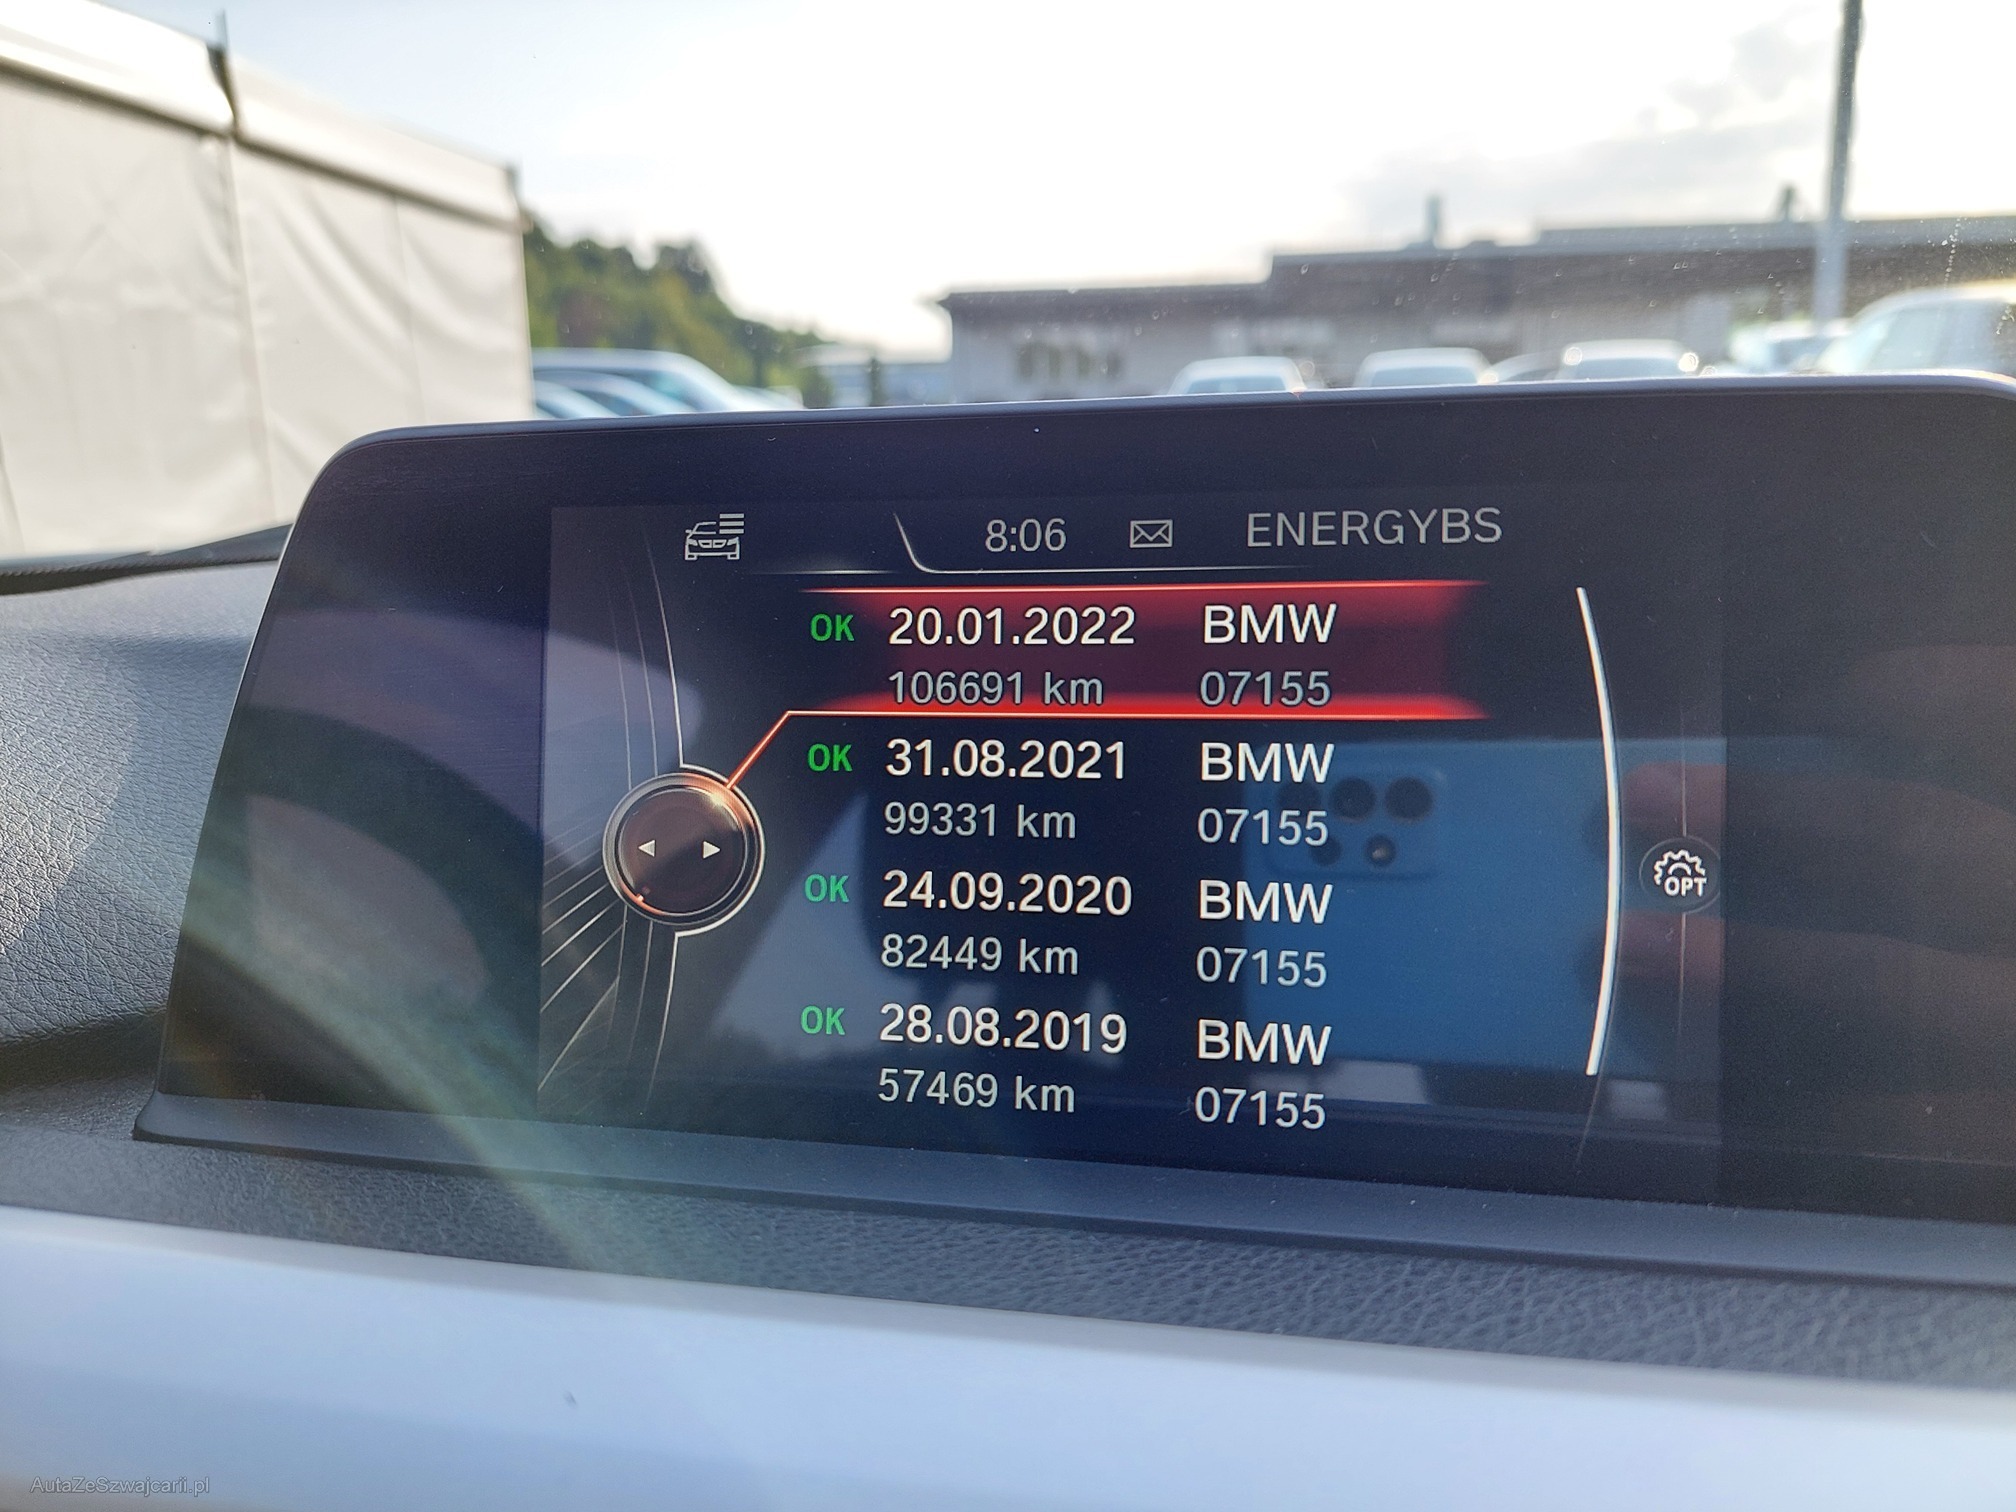 8:06 ENERGYBS
OK 20.01.2022 BMW
106691 km 07155
OK 31.08.2021 BMW
99331 km 07155
OK 24.09.2020 BMW
82449 km 07155
OPT
OK 28.08.2019 BMW
57469 km 07155
AutaZeSzwajcarii.pl